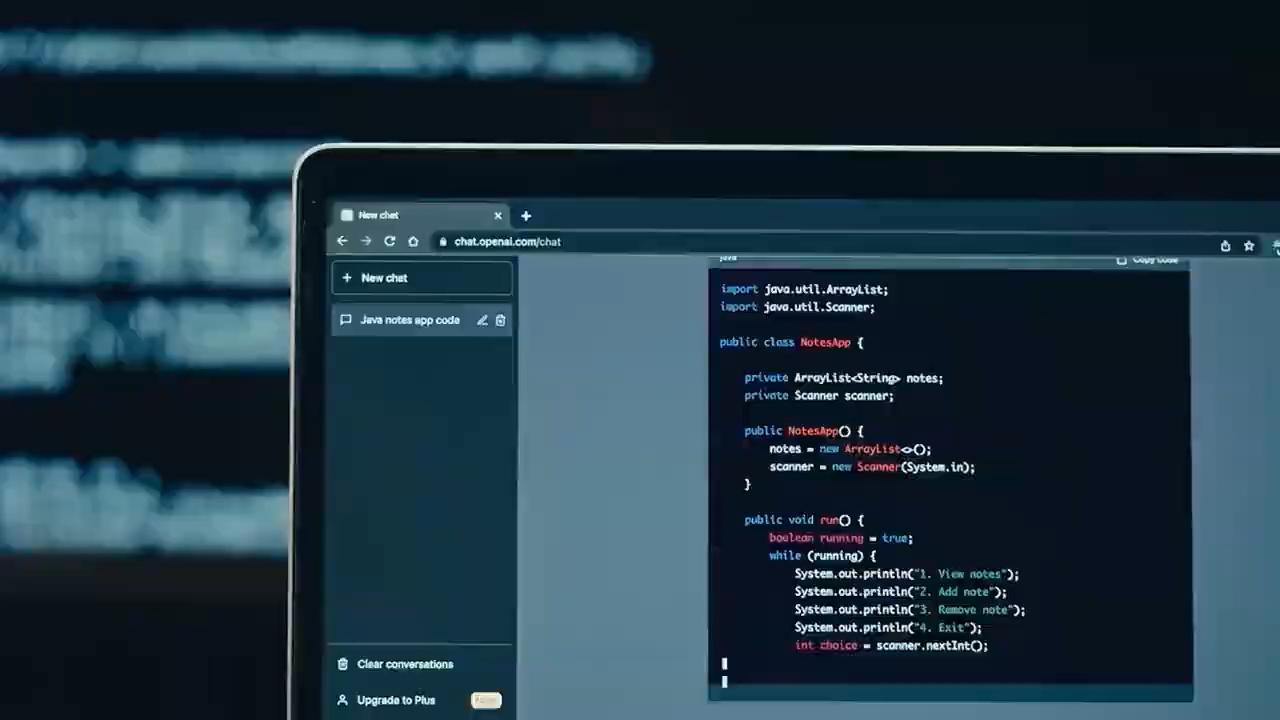 New chat
chat.openai.com/chat
New chat
Java notes app code
java
Copy code
import java.util.ArrayList;
import java.util.Scanner;
public class NotesApp {
private ArrayList<String> notes;
private Scanner scanner;
public NotesApp() {
notes = new ArrayList<>();
scanner = new Scanner(System.in);
}
public void run() {
boolean running = true;
while (running) {
System.out.println("1. View notes");
System.out.println("2. Add note");
System.out.println("3. Remove note");
System.out.println("4. Exit");
int choice = scanner.nextInt();
Clear conversations
Upgrade to Plus